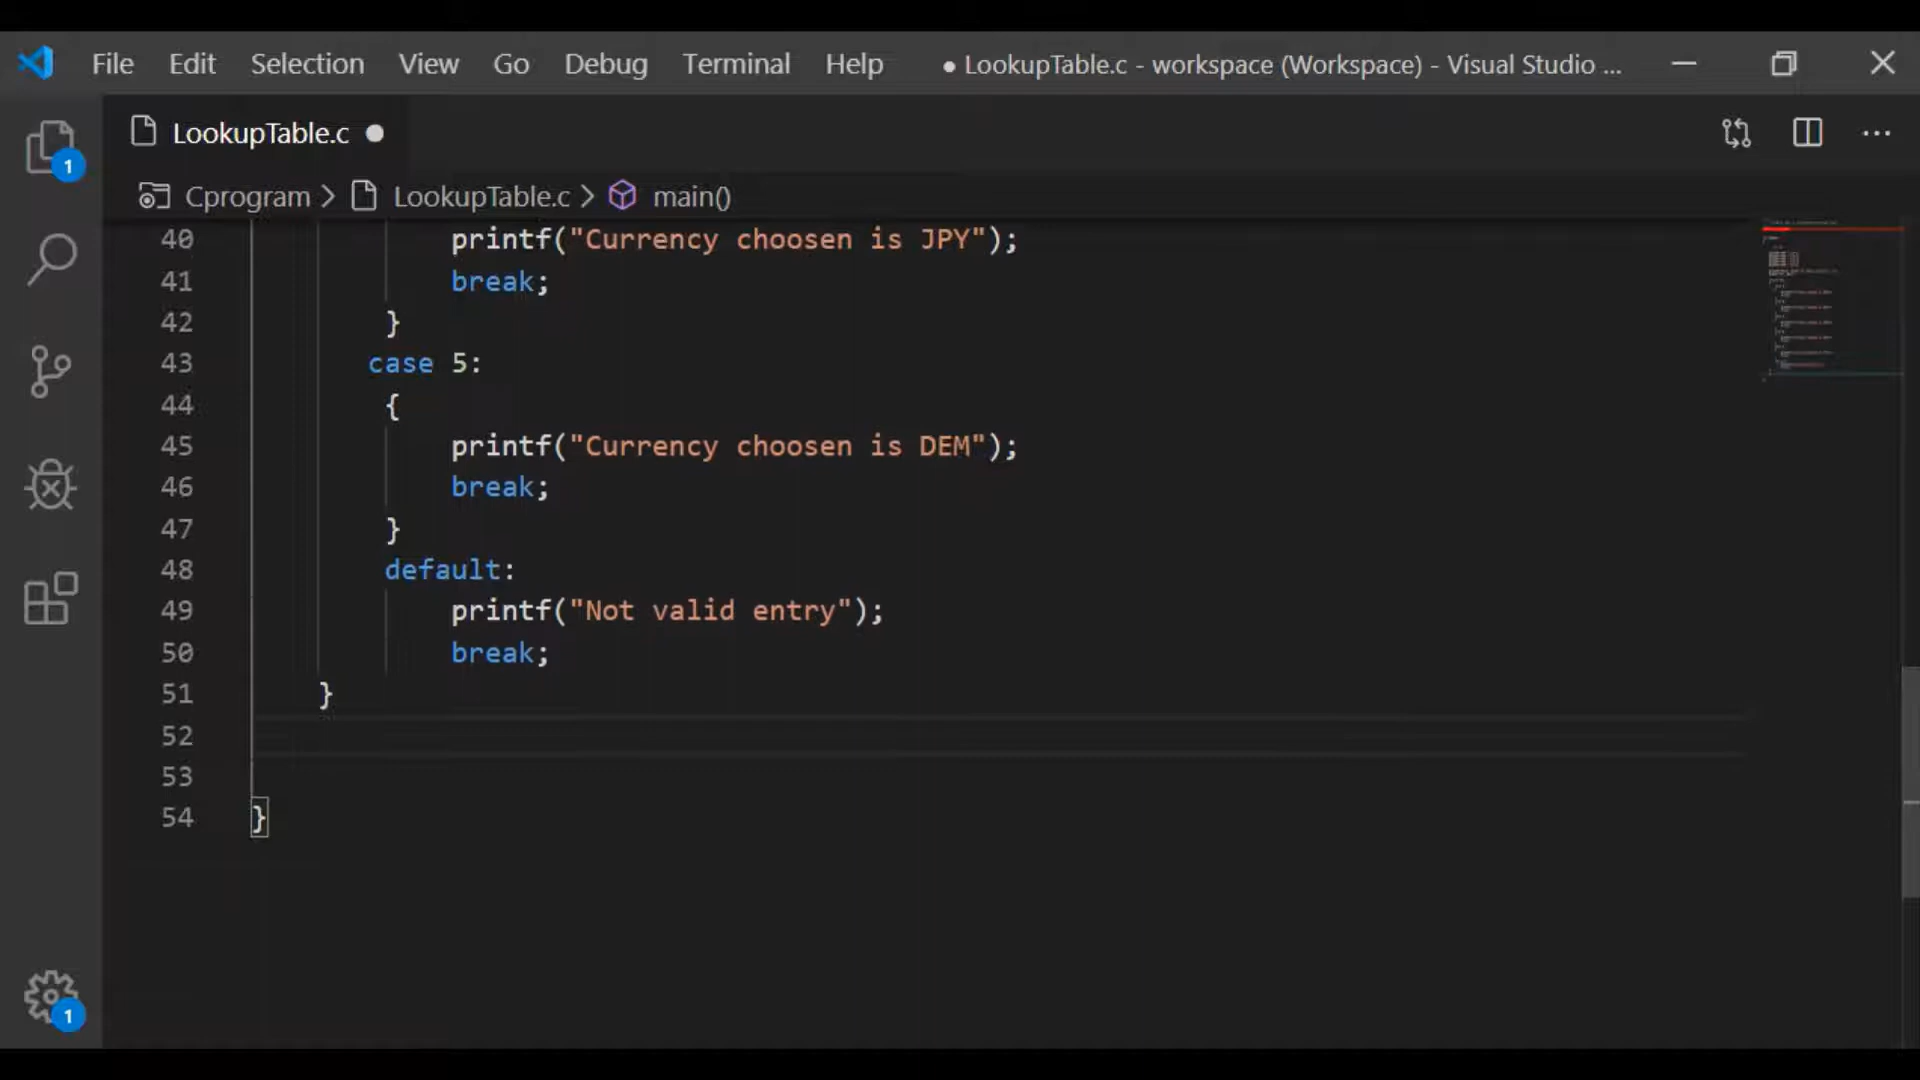 File Edit Selection View Go Debug Terminal Help ● LookupTable.c - workspace (Workspace) - Visual Studio ...
LookupTable.c ●
Cprogram > LookupTable.c > main()
40 printf("Currency choosen is JPY");
41 break;
42 }
43 case 5:
44 {
45 printf("Currency choosen is DEM");
46 break;
47 }
48 default:
49 printf("Not valid entry");
50 break;
51 }
52
53
54 }
1
1